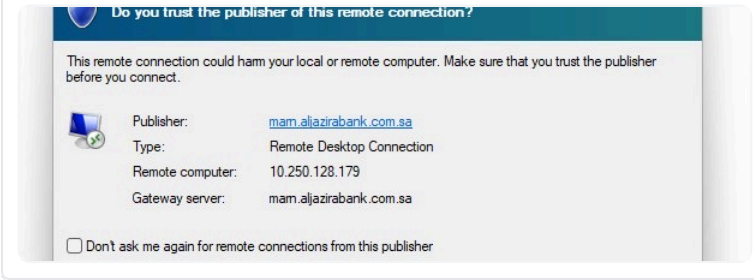 Do you trust the publisher of this remote connection?
This remote connection could harm your local or remote computer. Make sure that you trust the publisher
before you connect.
Publisher: mam.aljazirabank.com.sa
Type: Remote Desktop Connection
Remote computer: 10.250.128.179
Gateway server: mam.aljazirabank.com.sa
Don't ask me again for remote connections from this publisher